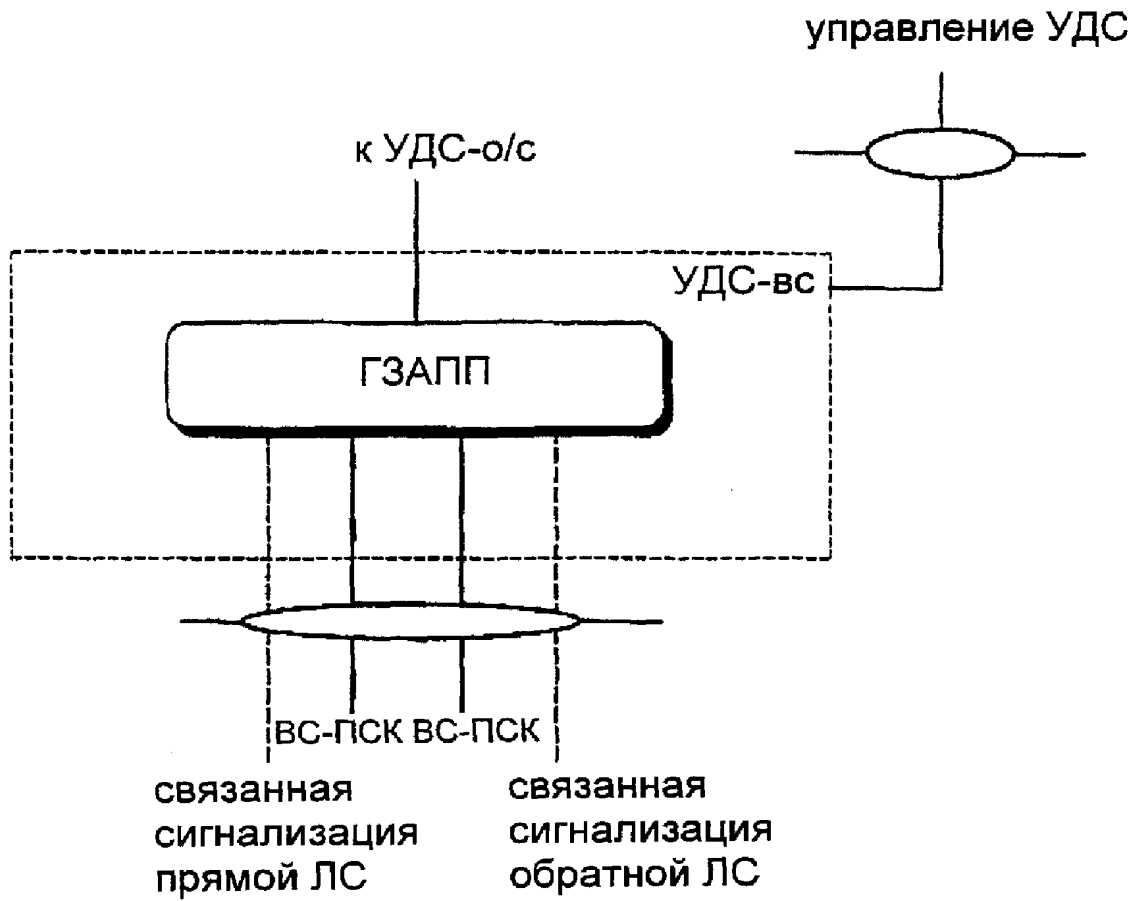 управление УДС
к УДС-о/с
УДС-вс
ГЗАПП
ВС-ПСК ВС-ПСК
связанная
сигнализация
прямой ЛС
связанная
сигнализация
обратной ЛС